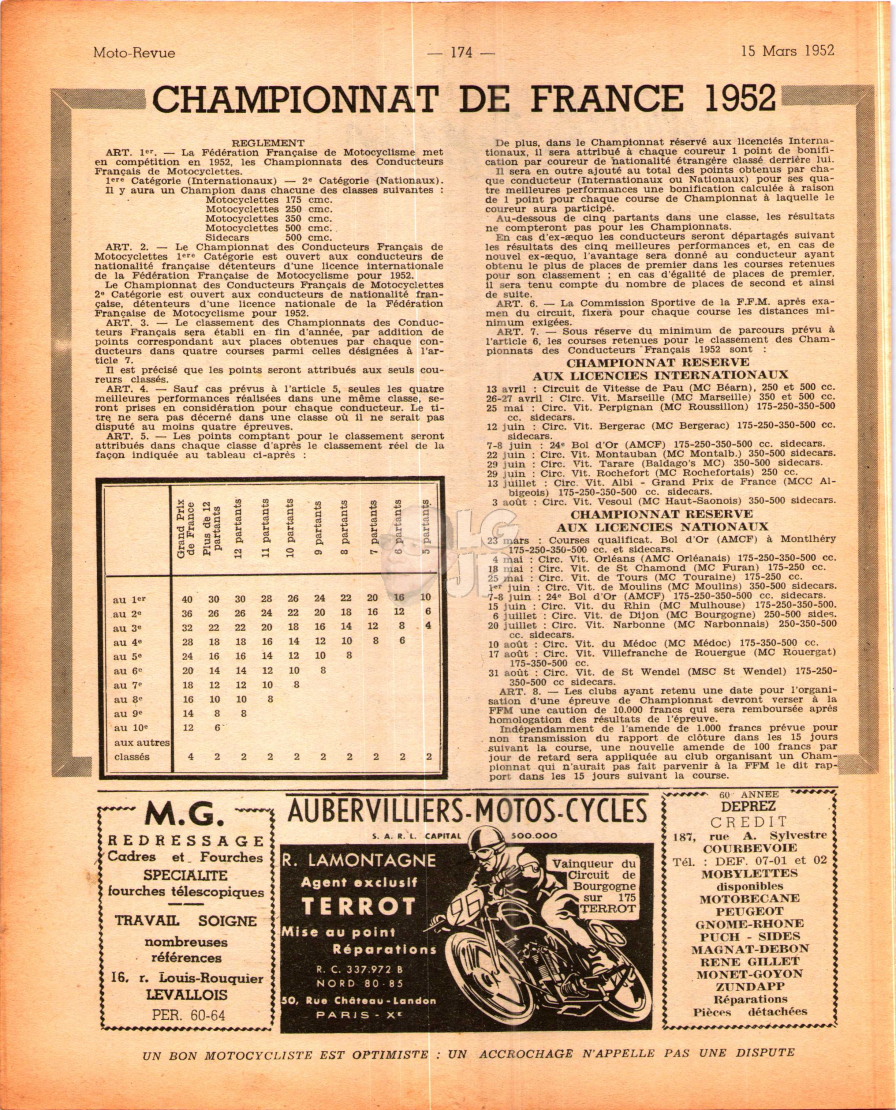 Moto-Revue
— 174 —
15 Mars 1952
CHAMPIONNAT DE FRANCE 1952
REGLEMENT
ART. 1er. — La Fédération Française de Motocyclisme met
en compétition en 1952, les Championnats des Conducteurs
Français de Motocyclettes.
1ere Catégorie (Internationaux) — 2e Catégorie (Nationaux).
Il y aura un Champion dans chacune des classes suivantes :
Motocyclettes 175 cmc.
Motocyclettes 250 cmc.
Motocyclettes 350 cmc.
Motocyclettes 500 cmc.
Sidecars 500 cmc.
ART. 2. — Le Championnat des Conducteurs Français de
Motocyclettes 1ere Catégorie est ouvert aux conducteurs de
nationalité française détenteurs d'une licence internationale
de la Fédération Française de Motocyclisme pour 1952.
Le Championnat des Conducteurs Français de Motocyclettes
2e Catégorie est ouvert aux conducteurs de nationalité fran-
çaise, détenteurs d'une licence nationale de la Fédération
Française de Motocyclisme pour 1952.
ART. 3. — Le classement des Championnats des Conduc-
teurs Français sera établi en fin d'année, par addition de
points correspondant aux places obtenues par chaque con-
ducteurs dans quatre courses parmi celles désignées à l'ar-
ticle 7.
Il est précisé que les points seront attribués aux seuls cou-
reurs classés.
ART. 4. — Sauf cas prévus à l'article 5, seules les quatre
meilleures performances réalisées dans une même classe, se-
ront prises en considération pour chaque conducteur. Le ti-
tre ne sera pas décerné dans une classe où il ne serait pas
disputé au moins quatre épreuves.
ART. 5. — Les points comptant pour le classement seront
attribués dans chaque classe d'après le classement réel de la
façon indiquée au tableau ci-après :
Grand Prix de France | Plus de 12 partants | 12 partants | 11 partants | 10 partants | 9 partants | 8 partants | 7 partants | 6 partants | 5 partants
au 1er 40 30 30 28 26 24 22 20 16 10
au 2e 36 26 26 24 22 20 18 16 12 6
au 3e 32 22 22 20 18 16 14 12 8 4
au 4e 28 18 18 16 14 12 10 8 6
au 5e 24 16 16 14 12 10 8
au 6e 20 14 14 12 10 8
au 7e 18 12 12 10 8
au 8e 16 10 10 8
au 9e 14 8 8
au 10e 12 6
aux autres
classés 4 2 2 2 2 2 2 2 2 2
De plus, dans le Championnat réservé aux licenciés Interna-
tionaux, il sera attribué à chaque coureur 1 point de bonifi-
cation par coureur de nationalité étrangère classé derrière lui.
Il sera en outre ajouté au total des points obtenus par cha-
que conducteur (Internationaux ou Nationaux) pour ses qua-
tre meilleures performances une bonification calculée à raison
de 1 point pour chaque course de Championnat à laquelle le
coureur aura participé.
Au-dessous de cinq partants dans une classe, les résultats
ne compteront pas pour les Championnats.
En cas d'ex-æquo les conducteurs seront départagés suivant
les résultats des cinq meilleures performances et, en cas de
nouvel ex-æquo, l'avantage sera donné au conducteur ayant
obtenu le plus de places de premier dans les courses retenues
pour son classement ; en cas d'égalité de places de premier,
il sera tenu compte du nombre de places de second et ainsi
de suite.
ART. 6. — La Commission Sportive de la F.F.M. après exa-
men du circuit, fixera pour chaque course les distances mi-
nimum exigées.
ART. 7. — Sous réserve du minimum de parcours prévu à
l'article 6, les courses retenues pour le classement des Cham-
pionnats des Conducteurs Français 1952 sont :
CHAMPIONNAT RESERVE
AUX LICENCIES INTERNATIONAUX
13 avril : Circuit de Vitesse de Pau (MC Béarn), 250 et 500 cc.
26-27 avril : Circ. Vit. Marseille (MC Marseille) 350 et 500 cc.
25 mai : Circ. Vit. Perpignan (MC Roussillon) 175-250-350-500
cc. sidecars.
12 juin : Circ. Vit. Bergerac (MC Bergerac) 175-250-350-500 cc.
sidecars.
7-8 juin : 24e Bol d'Or (AMCF) 175-250-350-500 cc. sidecars.
22 juin : Circ. Vit. Montauban (MC Montalb.) 350-500 sidecars.
29 juin : Circ. Vit. Tarare (Baldago's MC) 350-500 sidecars.
29 juin : Circ. Vit. Rochefort (MC Rochefortais) 250 cc.
13 juillet : Circ. Vit. Albi - Grand Prix de France (MCC Al-
bigeois) 175-250-350-500 cc. sidecars.
3 août : Circ. Vit. Vesoul (MC Haut-Saonois) 350-500 sidecars.
CHAMPIONNAT RESERVE
AUX LICENCIES NATIONAUX
23 mars : Courses qualificat. Bol d'Or (AMCF) à Montlhéry
175-250-350-500 cc. et sidecars.
4 mai : Circ. Vit. Orléans (AMC Orléanais) 175-350-500 cc.
18 mai : Circ. Vit. de St Chamond (MC Furan) 175-250 cc.
25 mai : Circ. Vit. de Tours (MC Touraine) 175-250 cc.
1er juin : Circ. Vit. de Moulins (MC Moulins) 350-500 sidecars.
7-8 juin : 24e Bol d'Or (AMCF) 175-250-350-500 cc. sidecars.
15 juin : Circ. Vit. du Rhin (MC Mulhouse) 175-350-500 cc.
6 juillet : Circ. Vit. de Dijon (MC Bourgogne) 250-500 sides.
20 juillet : Circ. Vit. Narbonne (MC Narbonnais) 250-350-500
cc. sidecars.
10 août : Circ. Vit. du Médoc (MC Médoc) 175-350-500 cc.
17 août : Circ. Vit. Villefranche de Rouergue (MC Rouergat)
175-350-500 cc.
31 août : Circ. Vit. de St Wendel (MSC St Wendel) 175-250-
350-500 cc sidecars.
ART. 8. — Les clubs ayant retenu une date pour l'organi-
sation d'une épreuve de Championnat devront verser à la
FFM une caution de 10.000 francs qui sera remboursée après
homologation des résultats de l'épreuve.
Indépendamment de l'amende de 1.000 francs prévue pour
non transmission du rapport de clôture dans les 15 jours
suivant la course, une nouvelle amende de 100 francs par
jour de retard sera appliquée au club organisant un Cham-
pionnat qui n'aurait pas fait parvenir à la FFM le dit rap-
port dans les 15 jours suivant la course.
M.G.
REDRESSAGE
Cadres et Fourches
SPECIALITE
fourches télescopiques
TRAVAIL SOIGNE
nombreuses
références
16, r. Louis-Rouquier
LEVALLOIS
PER. 60-64
AUBERVILLIERS-MOTOS-CYCLES
S. A. R. L. CAPITAL 500.000
R. LAMONTAGNE
Agent exclusif
TERROT
Mise au point
Réparations
R. C. 337.972 B
NORD 80-85
50, Rue Château-Landon
PARIS - Xe
Vainqueur du
Circuit de
Bourgogne
sur 175
TERROT
26
26
60 ANNEE
DEPREZ
CREDIT
187, rue A. Sylvestre
COURBEVOIE
Tél. : DEF. 07-01 et 02
MOBYLETTES
disponibles
MOTOBECANE
PEUGEOT
GNOME-RHONE
PUCH - SIDES
MAGNAT-DEBON
RENE GILLET
MONET-GOYON
ZUNDAPP
Réparations
Pièces détachées
UN BON MOTOCYCLISTE EST OPTIMISTE : UN ACCROCHAGE N'APPELLE PAS UNE DISPUTE